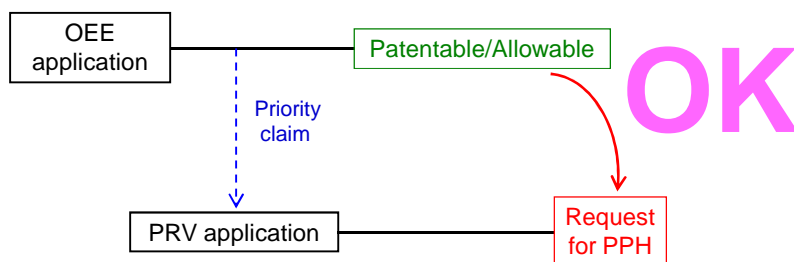 OEE
application
Patentable/Allowable
OK
Priority
claim
PRV application
Request
for PPH